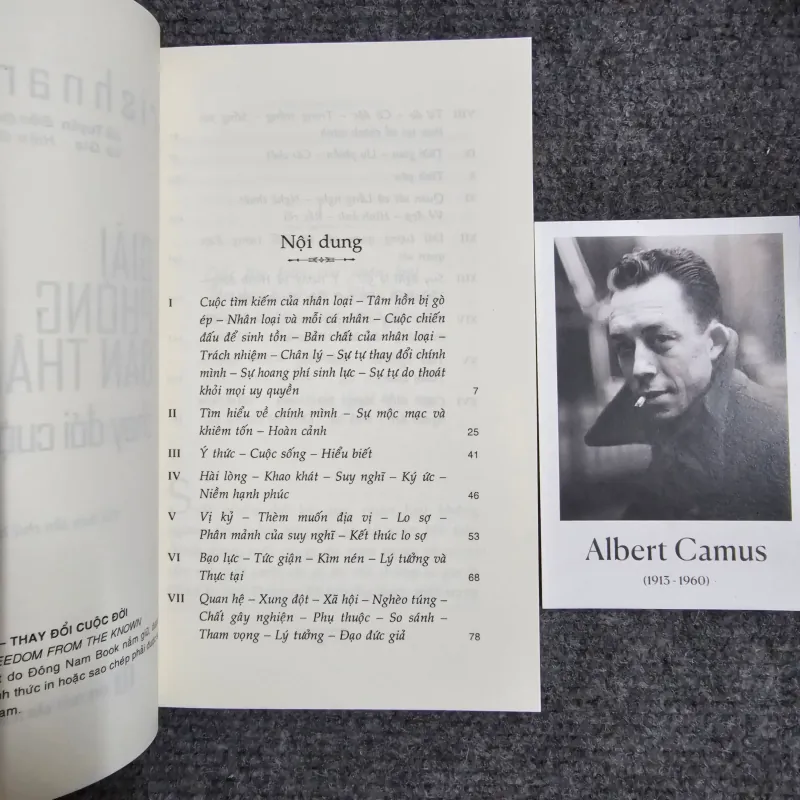 – THAY ĐỔI CUỘC ĐỜI
FREEDOM FROM THE KNOWN
do Đông Nam Book nắm giữ,
thức in hoặc sao chép phải
Nội dung
I Cuộc tìm kiếm của nhân loại – Tâm hồn bị gò
ép – Nhân loại và mỗi cá nhân – Cuộc chiến
đấu để sinh tồn – Bản chất của nhân loại –
Trách nhiệm – Chân lý – Sự tự thay đổi chính
mình – Sự hoang phí sinh lực – Sự tự do thoát
khỏi mọi uy quyền 7
II Tìm hiểu về chính mình – Sự mộc mạc và
khiêm tốn – Hoàn cảnh 25
III Ý thức – Cuộc sống – Hiểu biết 41
IV Hài lòng – Khao khát – Suy nghĩ – Ký ức –
Niềm hạnh phúc 46
V Vị kỷ – Thèm muốn địa vị – Lo sợ –
Phân mảnh của suy nghĩ – Kết thúc lo sợ 53
VI Bạo lực – Tức giận – Kìm nén – Lý tưởng và
Thực tại 68
VII Quan hệ – Xung đột – Xã hội – Nghèo túng –
Chất gây nghiện – Phụ thuộc – So sánh –
Tham vọng – Lý tưởng – Đạo đức giả 78
Albert Camus
(1913 - 1960)